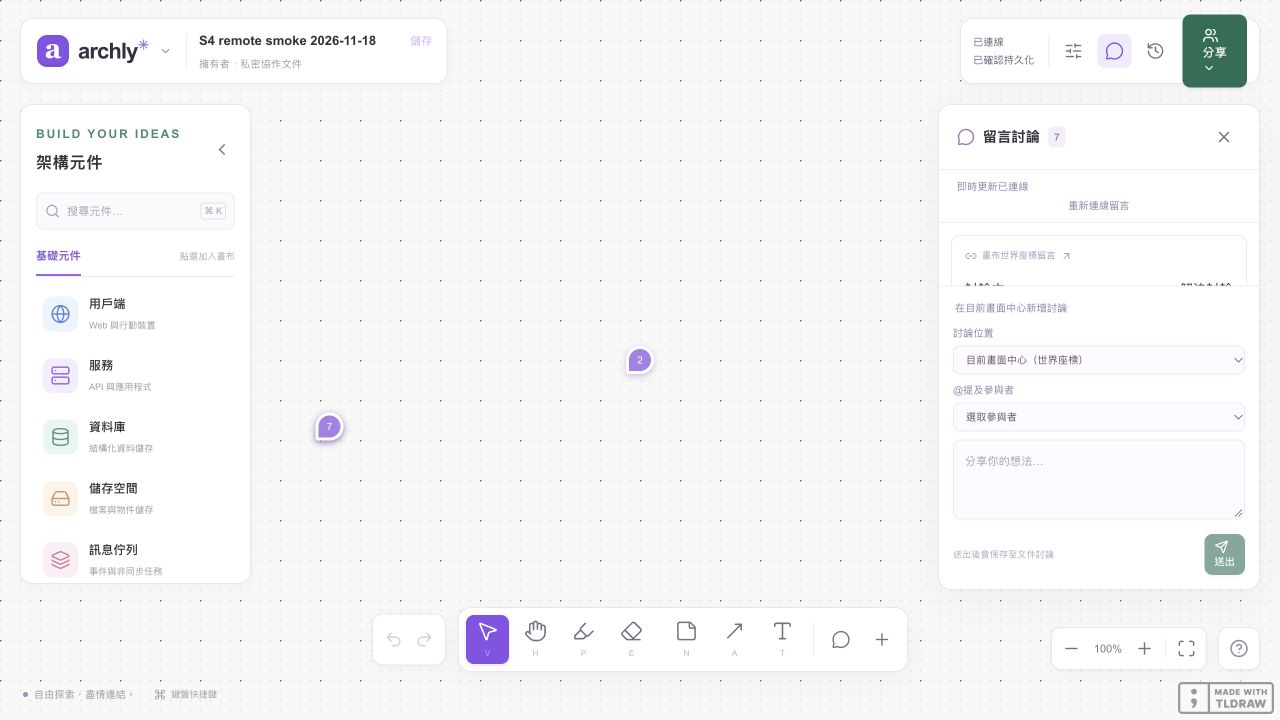 a archly*
S4 remote smoke 2026-11-18
儲存
擁有者 · 私密協作文件
已連線
已確認持久化
分享
BUILD YOUR IDEAS
架構元件
搜尋元件...
⌘ K
基礎元件
點選加入畫布
用戶端
Web 與行動裝置
服務
API 與應用程式
資料庫
結構化資料儲存
儲存空間
檔案與物件儲存
訊息佇列
事件與非同步任務
2
7
留言討論 7
即時更新已連線
重新連線留言
畫布世界座標留言
在目前畫面中心新增討論
討論位置
目前畫面中心（世界座標）
@提及參與者
選取參與者
分享你的想法...
送出後會保存至文件討論
送出
V H P E N A T
100%
自由探索，盡情連結。
⌘ 鍵盤快捷鍵
MADE WITH
TLDRAW